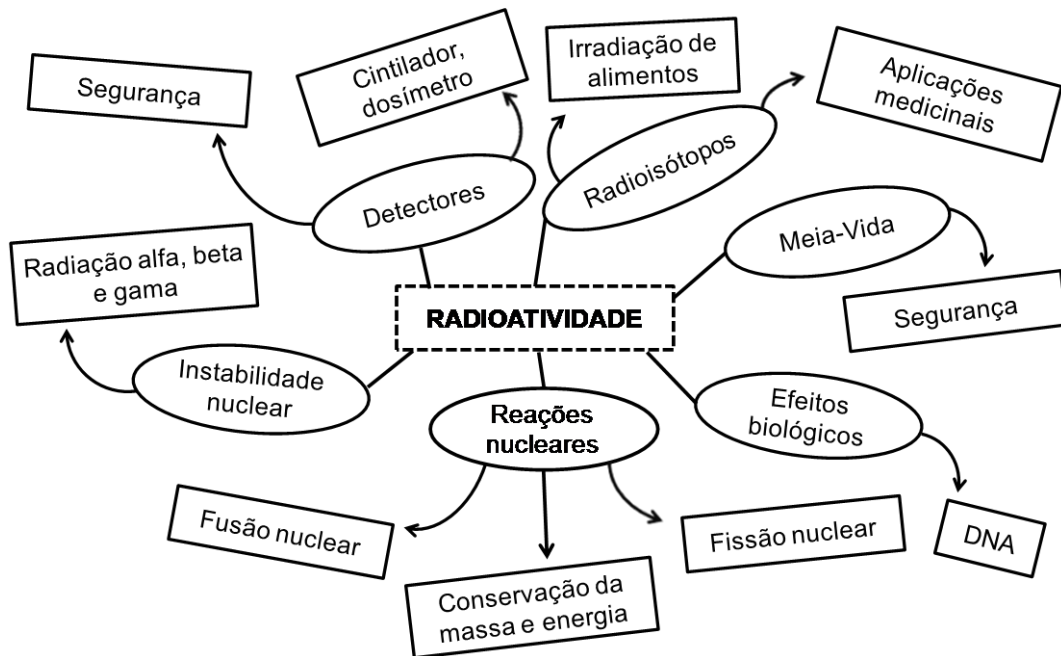 Segurança
Cintilador,
dosímetro
Irradiação de
alimentos
Aplicações
medicinais
Detectores
Radioisótopos
Meia-Vida
Radiação alfa, beta
e gama
RADIOATIVIDADE
Segurança
Instabilidade
nuclear
Reações
nucleares
Efeitos
biológicos
Fusão nuclear
Conservação da
massa e energia
Fissão nuclear
DNA